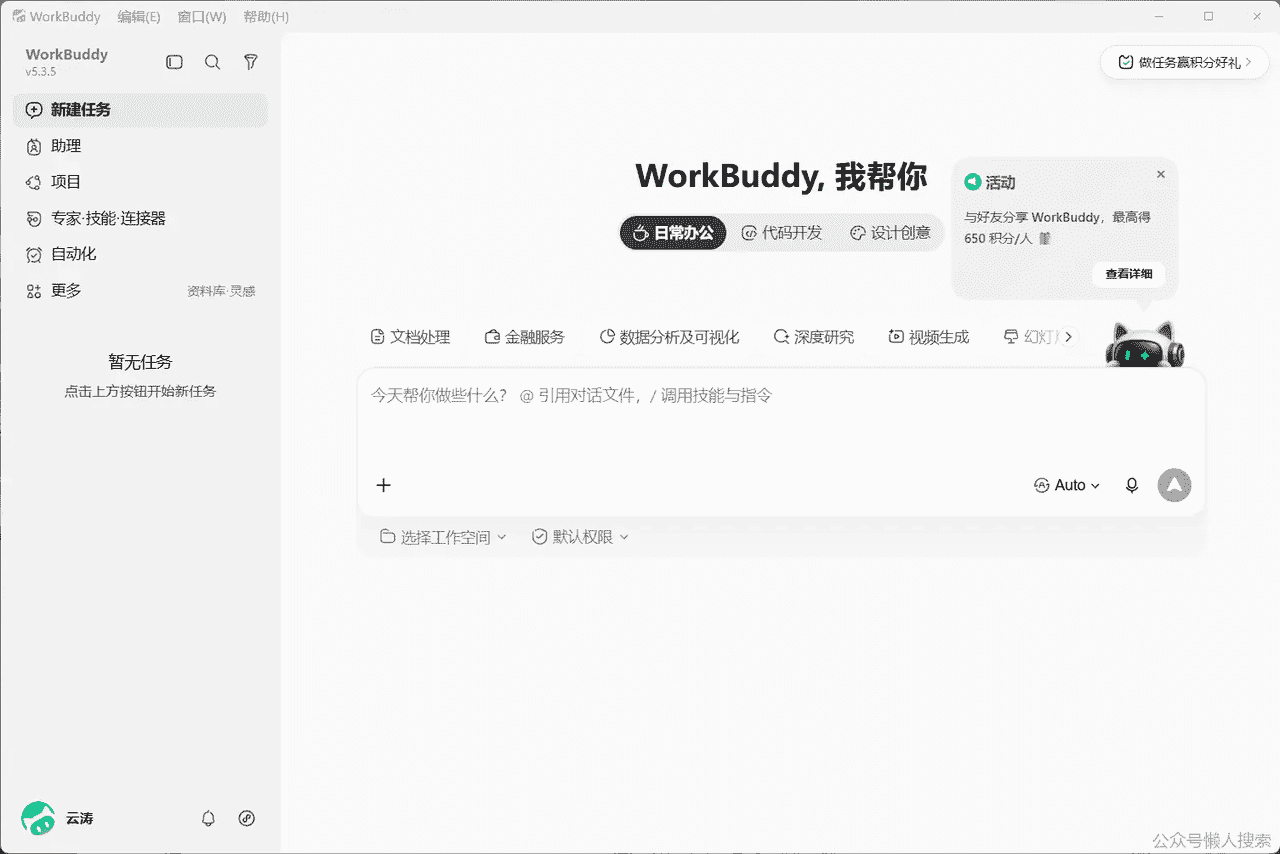 WorkBuddy 编辑(E) 窗口(W) 帮助(H)
WorkBuddy
v5.3.5
新建任务
助理
项目
专家·技能·连接器
自动化
更多 资料库·灵感
暂无任务
点击上方按钮开始新任务
云涛
做任务赢积分好礼
WorkBuddy, 我帮你
日常办公 代码开发 设计创意
活动
与好友分享 WorkBuddy，最高得
650 积分/人
查看详细
文档处理 金融服务 数据分析及可视化 深度研究 视频生成 幻灯片
今天帮你做些什么？ @ 引用对话文件，/ 调用技能与指令
Auto
选择工作空间 默认权限
公众号懒人搜索